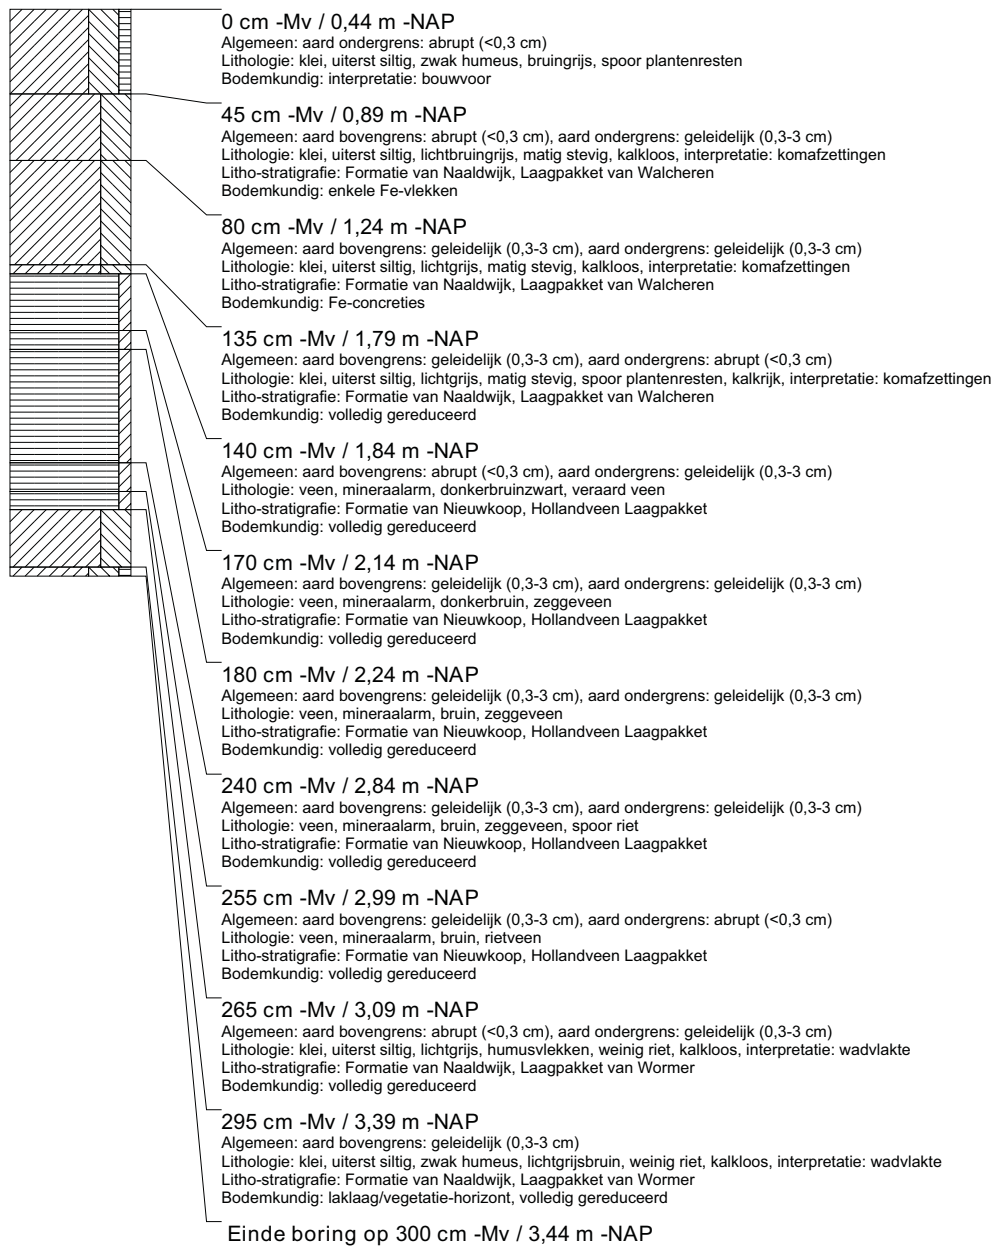 0 cm -Mv / 0,44 m -NAP
Algemeen: aard ondergrens: abrupt (<0,3 cm)
Lithologie: klei, uiterst siltig, zwak humeus, bruingrijs, spoor plantenresten
Bodemkundig: interpretatie: bouwvoor
45 cm -Mv / 0,89 m -NAP
Algemeen: aard bovengrens: abrupt (<0,3 cm), aard ondergrens: geleidelijk (0,3-3 cm)
Lithologie: klei, uiterst siltig, lichtbruingrijs, matig stevig, kalkloos, interpretatie: komafzettingen
Litho-stratigrafie: Formatie van Naaldwijk, Laagpakket van Walcheren
Bodemkundig: enkele Fe-vlekken
80 cm -Mv / 1,24 m -NAP
Algemeen: aard bovengrens: geleidelijk (0,3-3 cm), aard ondergrens: geleidelijk (0,3-3 cm)
Lithologie: klei, uiterst siltig, lichtgrijs, matig stevig, kalkloos, interpretatie: komafzettingen
Litho-stratigrafie: Formatie van Naaldwijk, Laagpakket van Walcheren
Bodemkundig: Fe-concreties
135 cm -Mv / 1,79 m -NAP
Algemeen: aard bovengrens: geleidelijk (0,3-3 cm), aard ondergrens: abrupt (<0,3 cm)
Lithologie: klei, uiterst siltig, lichtgrijs, matig stevig, spoor plantenresten, kalkrijk, interpretatie: komafzettingen
Litho-stratigrafie: Formatie van Naaldwijk, Laagpakket van Walcheren
Bodemkundig: volledig gereduceerd
140 cm -Mv / 1,84 m -NAP
Algemeen: aard bovengrens: abrupt (<0,3 cm), aard ondergrens: geleidelijk (0,3-3 cm)
Lithologie: veen, mineraalarm, donkerbruinzwart, veraard veen
Litho-stratigrafie: Formatie van Nieuwkoop, Hollandveen Laagpakket
Bodemkundig: volledig gereduceerd
170 cm -Mv / 2,14 m -NAP
Algemeen: aard bovengrens: geleidelijk (0,3-3 cm), aard ondergrens: geleidelijk (0,3-3 cm)
Lithologie: veen, mineraalarm, donkerbruin, zeggeveen
Litho-stratigrafie: Formatie van Nieuwkoop, Hollandveen Laagpakket
Bodemkundig: volledig gereduceerd
180 cm -Mv / 2,24 m -NAP
Algemeen: aard bovengrens: geleidelijk (0,3-3 cm), aard ondergrens: geleidelijk (0,3-3 cm)
Lithologie: veen, mineraalarm, bruin, zeggeveen
Litho-stratigrafie: Formatie van Nieuwkoop, Hollandveen Laagpakket
Bodemkundig: volledig gereduceerd
240 cm -Mv / 2,84 m -NAP
Algemeen: aard bovengrens: geleidelijk (0,3-3 cm), aard ondergrens: geleidelijk (0,3-3 cm)
Lithologie: veen, mineraalarm, bruin, zeggeveen, spoor riet
Litho-stratigrafie: Formatie van Nieuwkoop, Hollandveen Laagpakket
Bodemkundig: volledig gereduceerd
255 cm -Mv / 2,99 m -NAP
Algemeen: aard bovengrens: geleidelijk (0,3-3 cm), aard ondergrens: abrupt (<0,3 cm)
Lithologie: veen, mineraalarm, bruin, rietveen
Litho-stratigrafie: Formatie van Nieuwkoop, Hollandveen Laagpakket
Bodemkundig: volledig gereduceerd
265 cm -Mv / 3,09 m -NAP
Algemeen: aard bovengrens: abrupt (<0,3 cm), aard ondergrens: geleidelijk (0,3-3 cm)
Lithologie: klei, uiterst siltig, lichtgrijs, humusvlekken, weinig riet, kalkloos, interpretatie: wadvlakte
Litho-stratigrafie: Formatie van Naaldwijk, Laagpakket van Wormer
Bodemkundig: volledig gereduceerd
295 cm -Mv / 3,39 m -NAP
Algemeen: aard bovengrens: geleidelijk (0,3-3 cm)
Lithologie: klei, uiterst siltig, zwak humeus, lichtgrijsbruin, weinig riet, kalkloos, interpretatie: wadvlakte
Litho-stratigrafie: Formatie van Naaldwijk, Laagpakket van Wormer
Bodemkundig: laklaag/vegetatie-horizont, volledig gereduceerd
Einde boring op 300 cm -Mv / 3,44 m -NAP